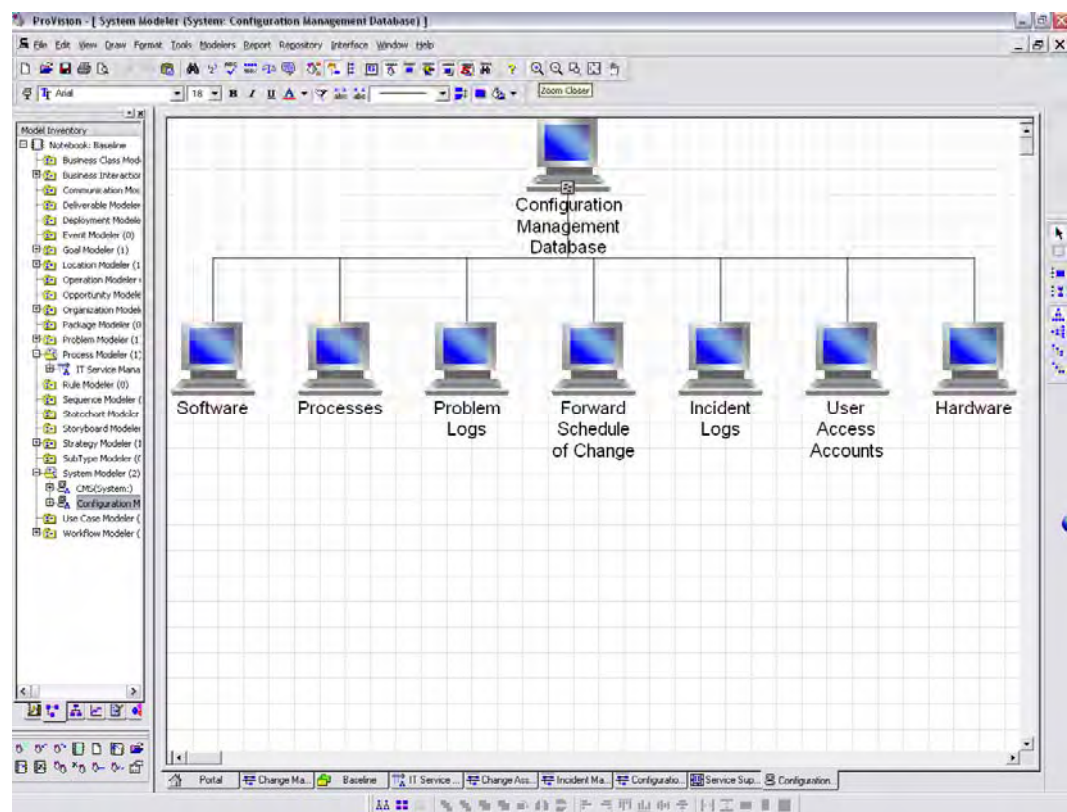 ProVision - [ System Modeler (System: Configuration Management Database) ]
File Edit View Draw Format Tools Modelers Report Repository Interface Window Help
Arial 18 B I U A
Zoom Closer
Model Inventory
Notebook: Baseline
Business Class Mod
Business Interaction
Communication Mod
Deliverable Modeler
Deployment Modele
Event Modeler (0)
Goal Modeler (1)
Location Modeler (1
Operation Modeler
Opportunity Modele
Organization Model
Package Modeler (0
Problem Modeler (1
Process Modeler (1)
IT Service Mana
Rule Modeler (0)
Sequence Modeler (
Statechart Modeler
Storyboard Modeler
Strategy Modeler (1
SubType Modeler (0
System Modeler (2)
CMS(System:)
Configuration M
Use Case Modeler (
Workflow Modeler (
Configuration
Management
Database
Software Processes Problem Forward Incident User Hardware
Logs Schedule Logs Access
of Change Accounts
Portal Change Ma... Baseline IT Service ... Change Ass... Incident Ma... Configuratio... Service Sup... Configuration